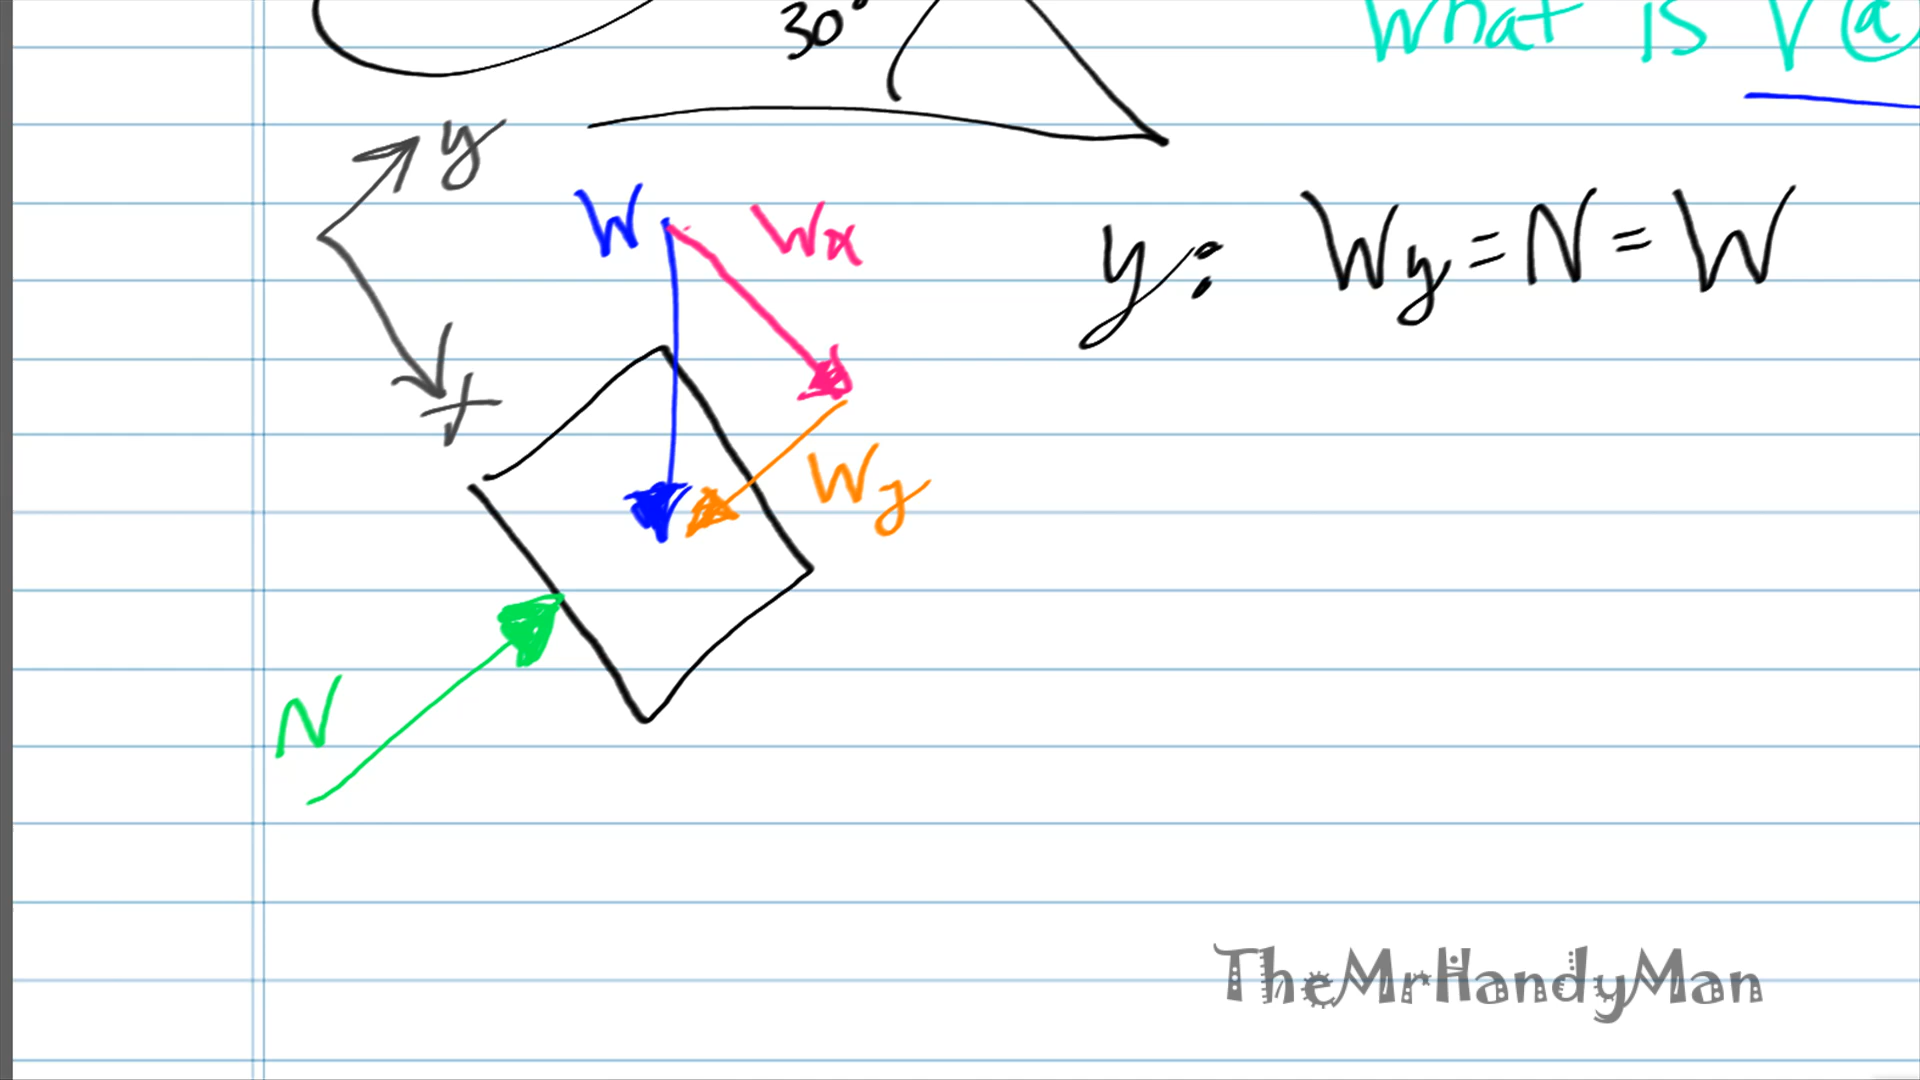 30°
What is V @
y
W
Wx
y: Wy = N = W
x
Wy
N
TheMrHandyMan